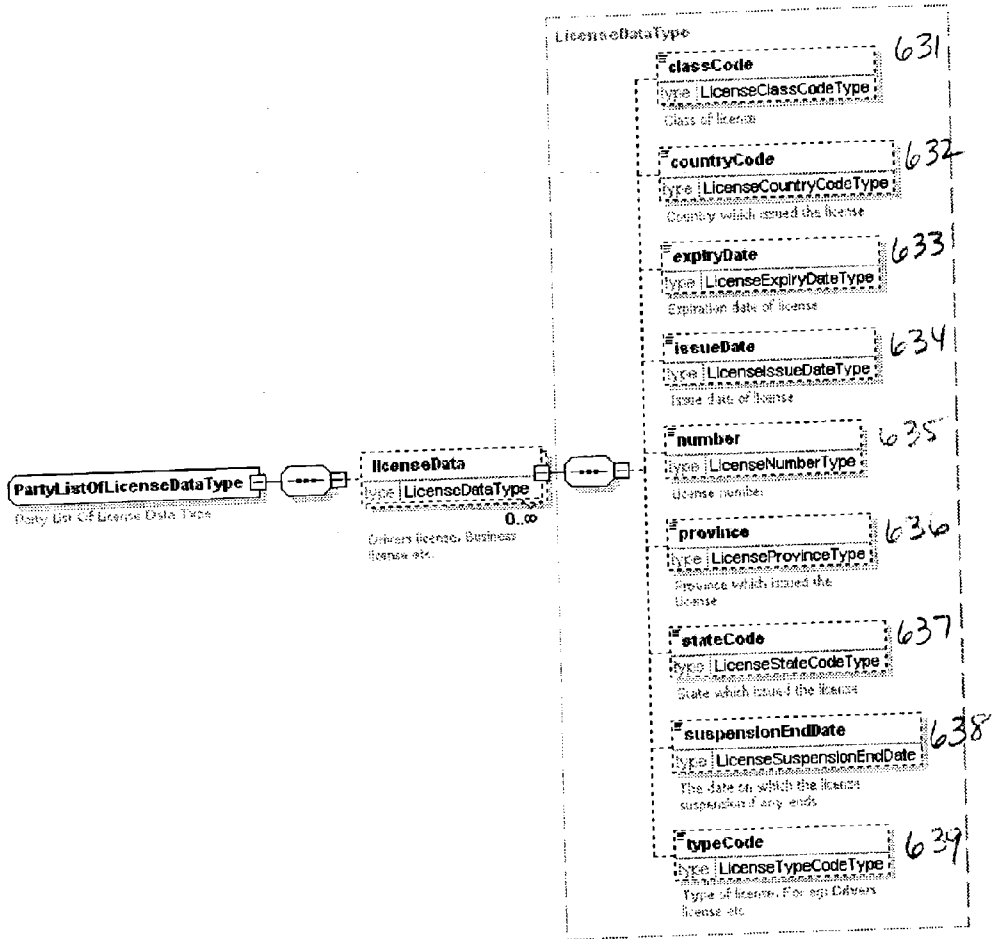 LicenseDataType
classCode
631
type LicenseClassCodeType
Class of license
countryCode
632
type LicenseCountryCodeType
Country which issued the license
expiryDate
633
type LicenseExpiryDateType
Expiration date of license
issueDate
634
type LicenseIssueDateType
Issue date of license
number
635
type LicenseNumberType
License number
PartyListOfLicenseDataType
Party List Of License Data Type
licenseData
type LicenseDataType
0..∞
Drivers license, Business
license etc.
province
636
type LicenseProvinceType
Province which issued the
license
stateCode
637
type LicenseStateCodeType
State which issued the license
suspensionEndDate
638
type LicenseSuspensionEndDate
The date on which the license
suspension if any ends
typeCode
639
type LicenseTypeCodeType
Type of license. For eg: Drivers
license etc